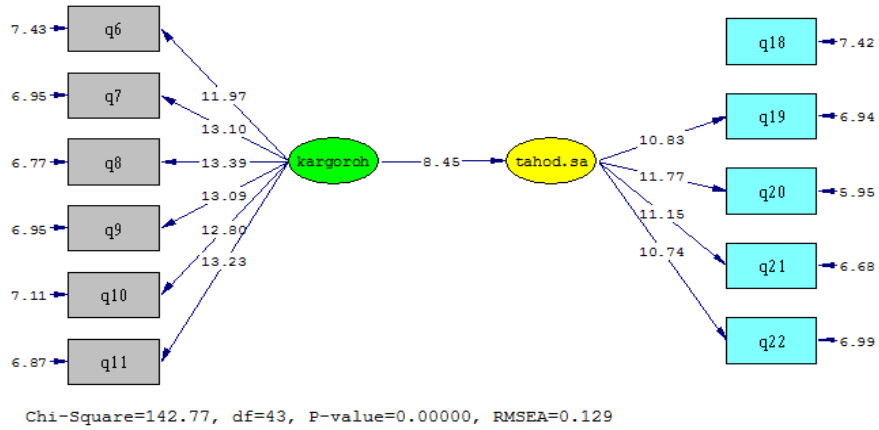 7.43 q6
6.95 q7
6.77 q8
6.95 q9
7.11 q10
6.87 q11
11.97
13.10
13.39
13.09
12.80
13.23
kargoroh
8.45
tahod.sa
10.83
11.77
11.15
10.74
q18 7.42
q19 6.94
q20 5.95
q21 6.68
q22 6.99
Chi-Square=142.77, df=43, P-value=0.00000, RMSEA=0.129